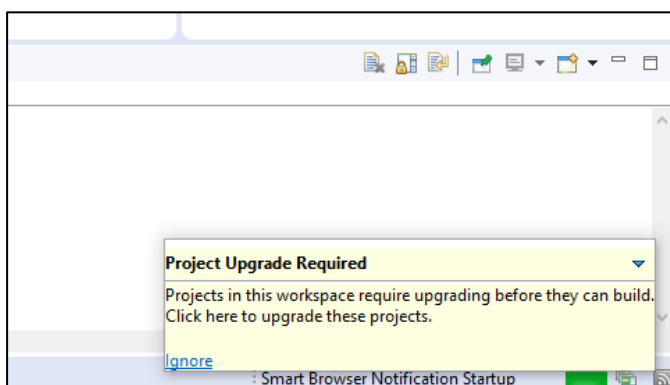 Project Upgrade Required
Projects in this workspace require upgrading before they can build.
Click here to upgrade these projects.
Ignore
: Smart Browser Notification Startup